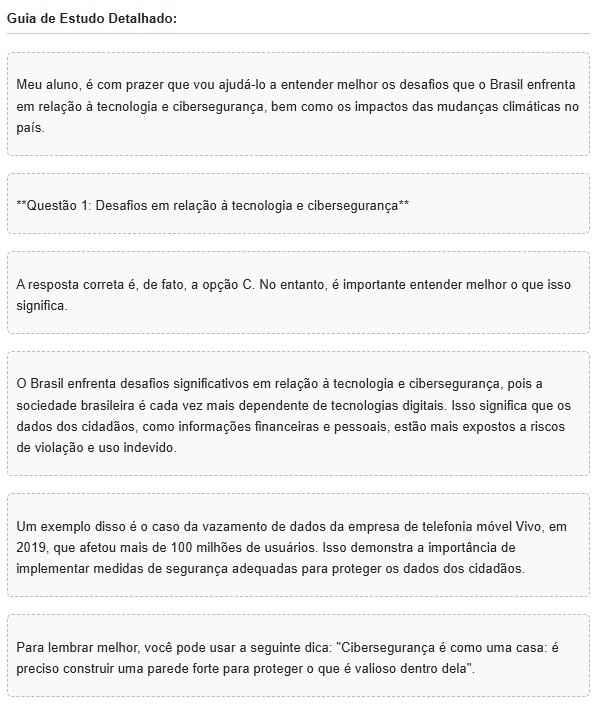 Guia de Estudo Detalhado:
Meu aluno, é com prazer que vou ajudá-lo a entender melhor os desafios que o Brasil enfrenta
em relação à tecnologia e cibersegurança, bem como os impactos das mudanças climáticas no
país.
**Questão 1: Desafios em relação à tecnologia e cibersegurança**
A resposta correta é, de fato, a opção C. No entanto, é importante entender melhor o que isso
significa.
O Brasil enfrenta desafios significativos em relação à tecnologia e cibersegurança, pois a
sociedade brasileira é cada vez mais dependente de tecnologias digitais. Isso significa que os
dados dos cidadãos, como informações financeiras e pessoais, estão mais expostos a riscos
de violação e uso indevido.
Um exemplo disso é o caso da vazamento de dados da empresa de telefonia móvel Vivo, em
2019, que afetou mais de 100 milhões de usuários. Isso demonstra a importância de
implementar medidas de segurança adequadas para proteger os dados dos cidadãos.
Para lembrar melhor, você pode usar a seguinte dica: "Cibersegurança é como uma casa: é
preciso construir uma parede forte para proteger o que é valioso dentro dela".